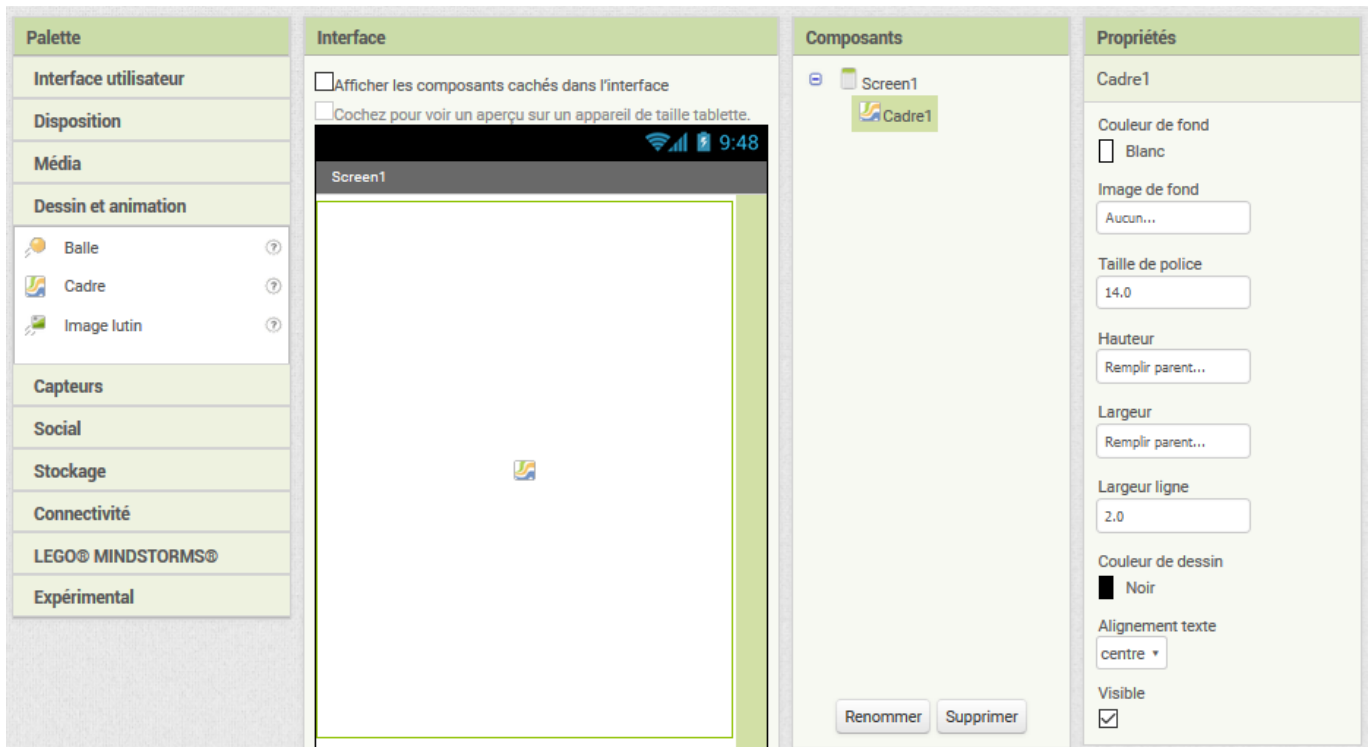 Palette
Interface utilisateur
Disposition
Média
Dessin et animation
Balle
?
Cadre
?
Image lutin
?
Capteurs
Social
Stockage
Connectivité
LEGO® MINDSTORMS®
Expérimental
Interface
Afficher les composants cachés dans l'interface
Cochez pour voir un aperçu sur un appareil de taille tablette.
9:48
Screen1
Composants
Screen1
Cadre1
Renommer
Supprimer
Propriétés
Cadre1
Couleur de fond
Blanc
Image de fond
Aucun...
Taille de police
14.0
Hauteur
Remplir parent...
Largeur
Remplir parent...
Largeur ligne
2.0
Couleur de dessin
Noir
Alignement texte
centre
Visible